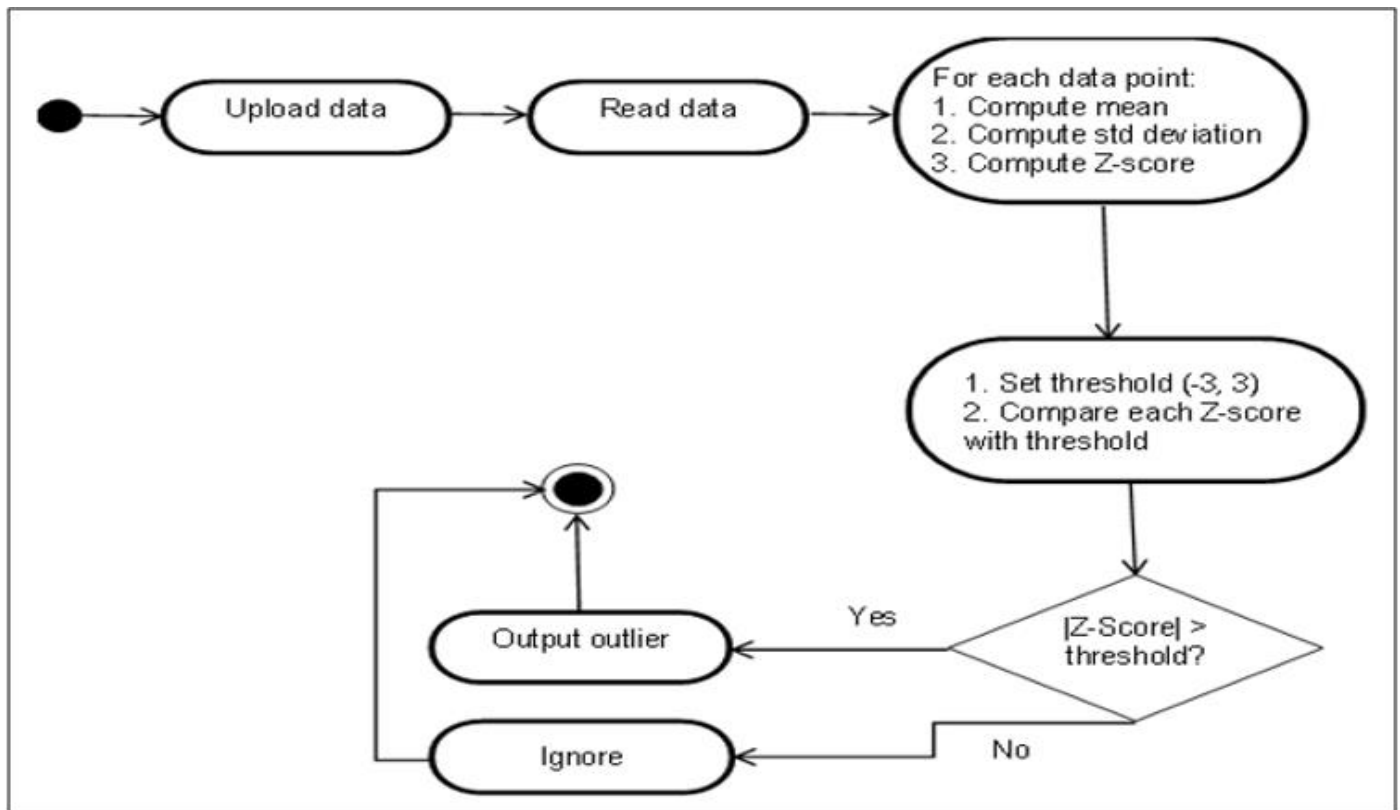 Upload data
Read data
For each data point:
1. Compute mean
2. Compute std deviation
3. Compute Z-score
1. Set threshold (-3, 3)
2. Compare each Z-score
with threshold
|Z-Score| >
threshold?
Yes
Output outlier
No
Ignore